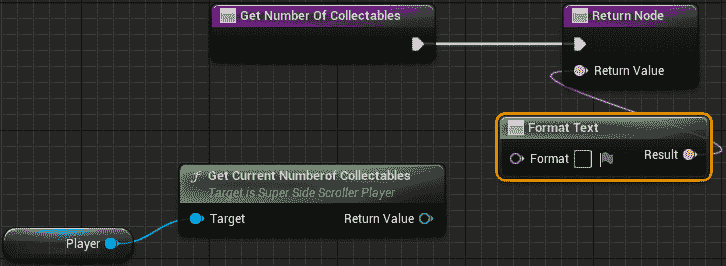 Get Number Of Collectables
Return Node
Return Value
Format Text
Format
Result
Get Current Numberof Collectables
Target is Super Side Scroller Player
Target
Return Value
Player